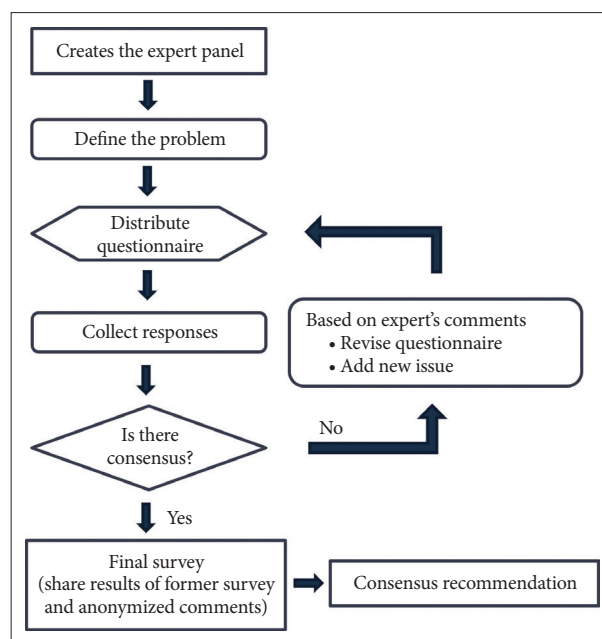 Creates the expert panel
Define the problem
Distribute
questionnaire
Collect responses
Based on expert's comments
• Revise questionnaire
• Add new issue
Is there
consensus?
No
Yes
Final survey
(share results of former survey
and anonymized comments)
Consensus recommendation